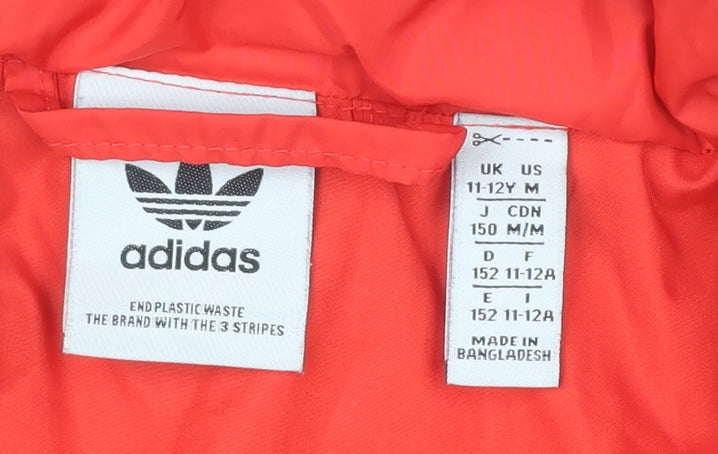 adidas
END PLASTIC WASTE
THE BRAND WITH THE 3 STRIPES
UK US
11-12Y M
J CDN
150 M/M
D F
152 11-12A
E I
152 11-12A
MADE IN
BANGLADESH